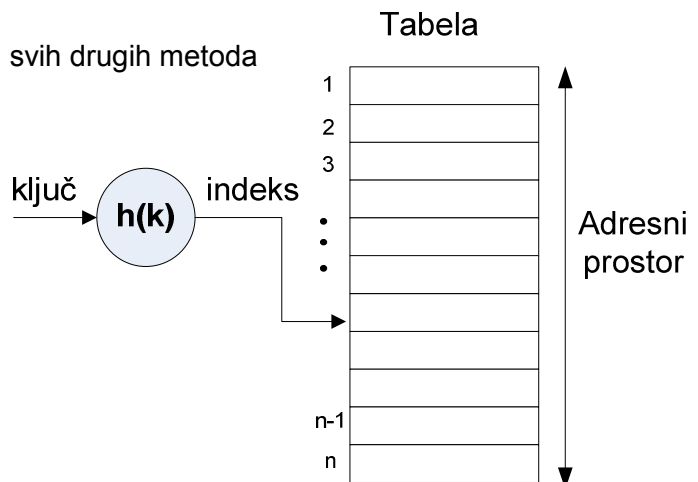 Tabela
svih drugih metoda
1
2
3
ključ
h(k)
indeks
Adresni
prostor
n-1
n